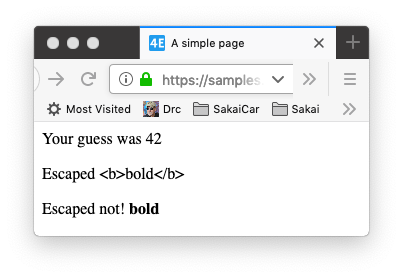 4E A simple page
https://samples
Most Visited Drc SakaiCar Sakai
Your guess was 42
Escaped <b>bold</b>
Escaped not! bold